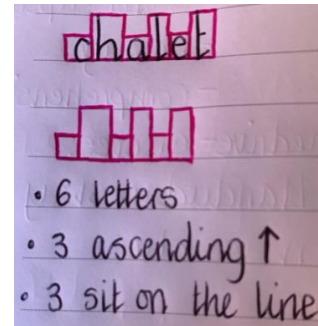 chalet
• 6 letters
• 3 ascending ↑
• 3 sit on the line